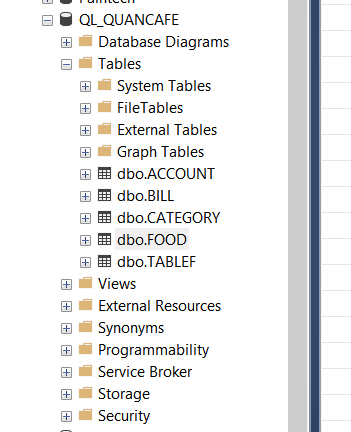 QL_QUANCAFE
Database Diagrams
Tables
System Tables
FileTables
External Tables
Graph Tables
dbo.ACCOUNT
dbo.BILL
dbo.CATEGORY
dbo.FOOD
dbo.TABLEF
Views
External Resources
Synonyms
Programmability
Service Broker
Storage
Security